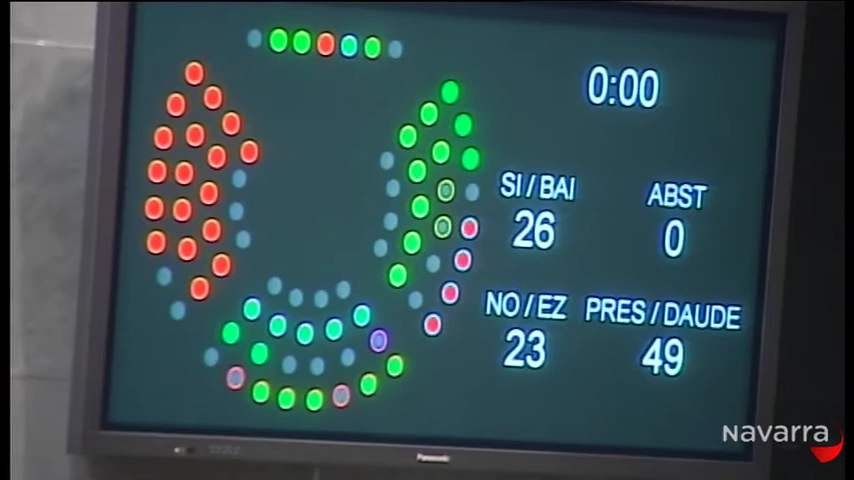 0:00
SI / BAI
ABST
26
0
NO / EZ
PRES / DAUDE
23
49
Navarra
Panasonic